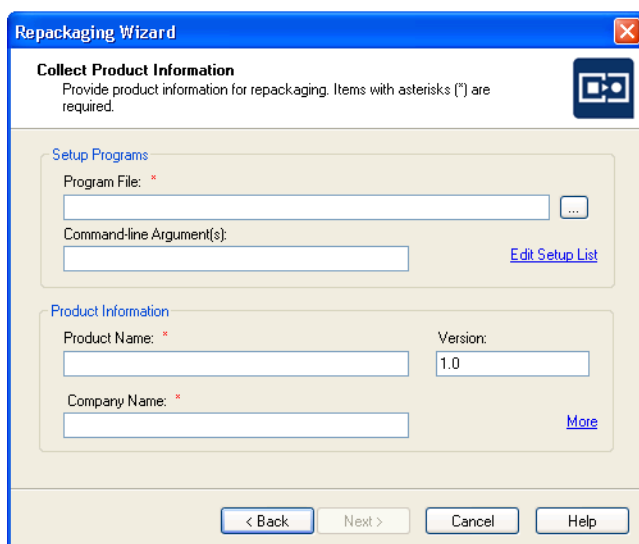 Repackaging Wizard
Collect Product Information
Provide product information for repackaging. Items with asterisks (*) are
required.
Setup Programs
Program File: *
...
Command-line Argument(s):
Edit Setup List
Product Information
Product Name: *
Version:
1.0
Company Name: *
More
< Back
Next >
Cancel
Help